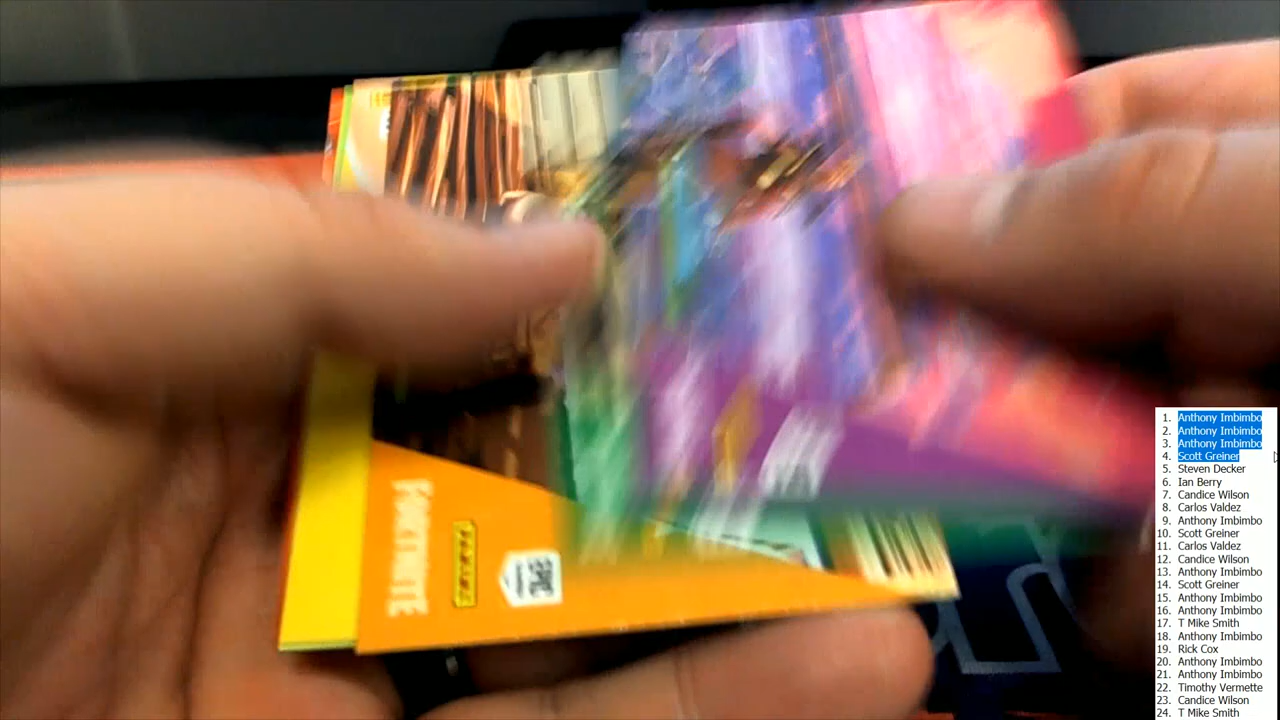 FORTNITE
PANINI
EPIC
1. Anthony Imbimbo
2. Anthony Imbimbo
3. Anthony Imbimbo
4. Scott Greiner
5. Steven Decker
6. Ian Berry
7. Candice Wilson
8. Carlos Valdez
9. Anthony Imbimbo
10. Scott Greiner
11. Carlos Valdez
12. Candice Wilson
13. Anthony Imbimbo
14. Scott Greiner
15. Anthony Imbimbo
16. Anthony Imbimbo
17. T Mike Smith
18. Anthony Imbimbo
19. Rick Cox
20. Anthony Imbimbo
21. Anthony Imbimbo
22. Timothy Vermette
23. Candice Wilson
24. T Mike Smith